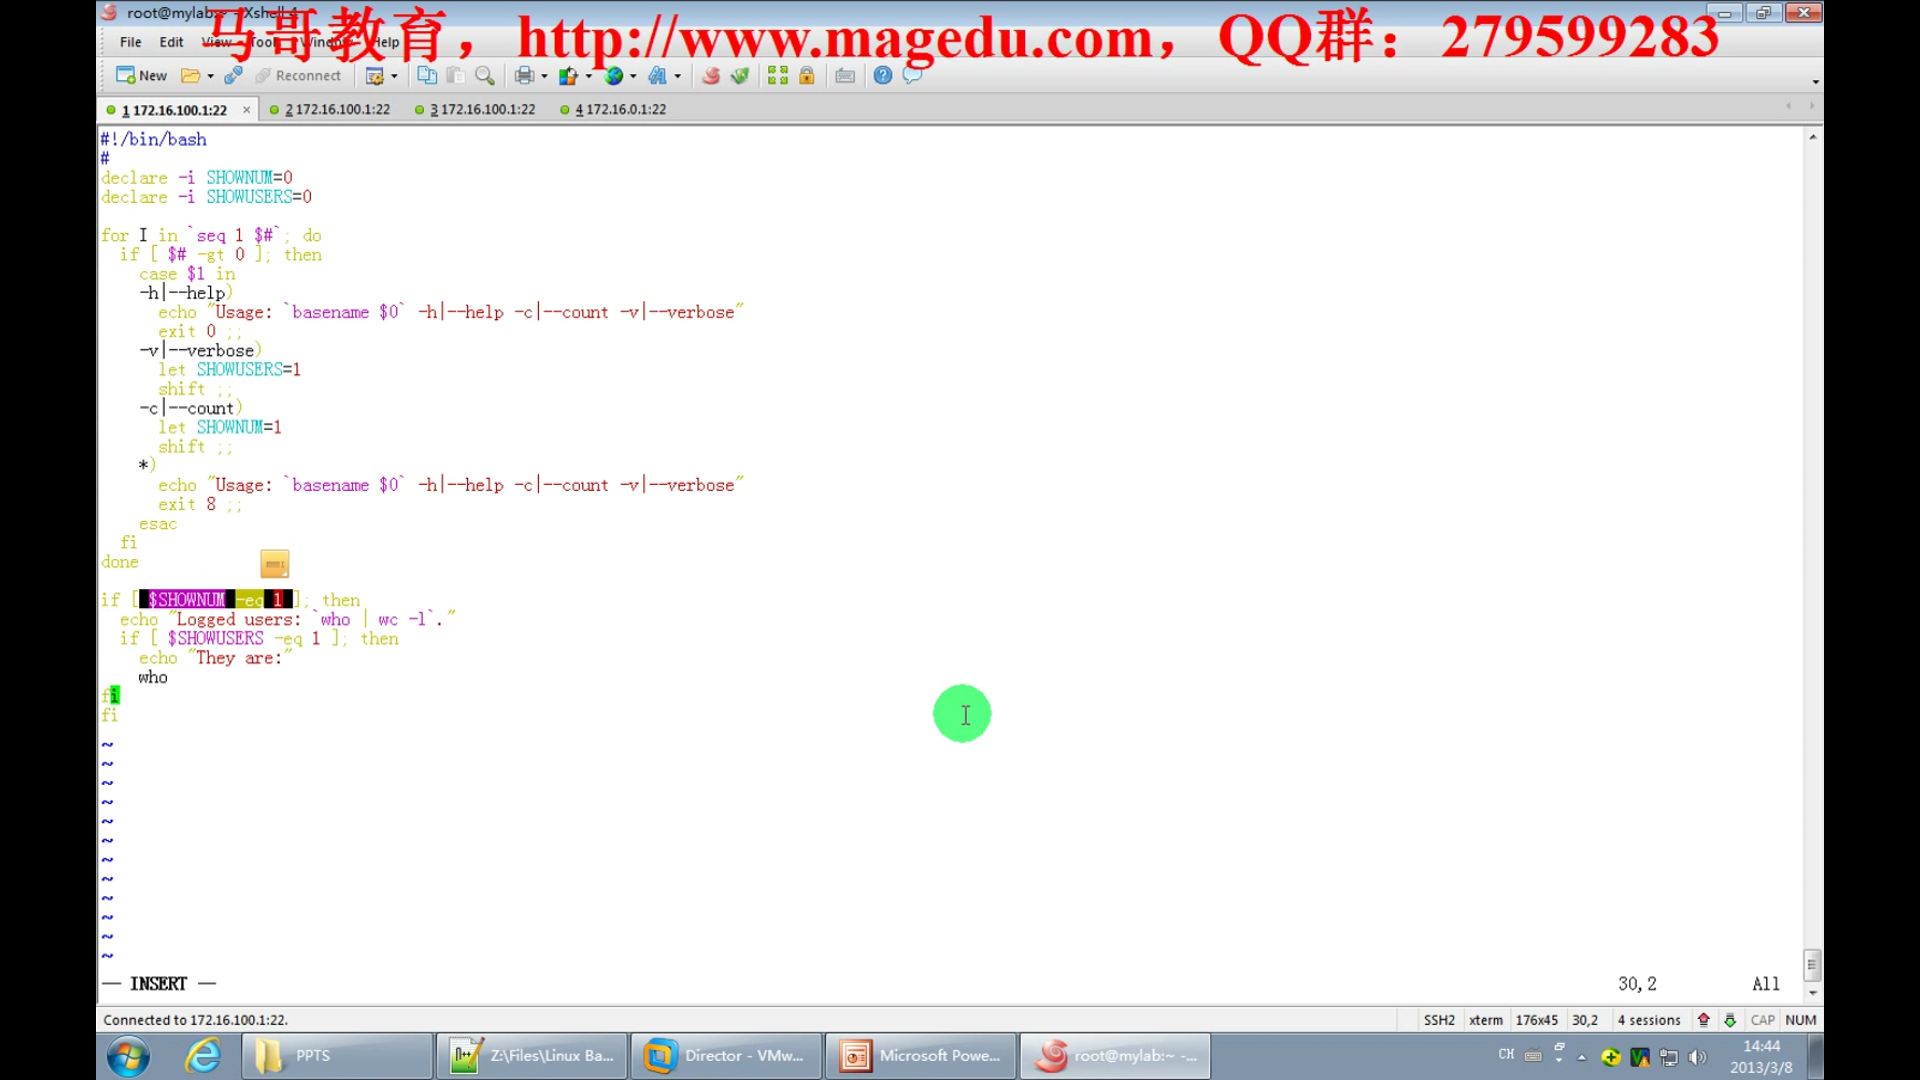 root@mylab:~ - Xshell 4
马哥教育，http://www.magedu.com，QQ群：279599283
File Edit View Tools Window Help
New Reconnect
1 172.16.100.1:22 × 2 172.16.100.1:22 3 172.16.100.1:22 4 172.16.0.1:22
#!/bin/bash
#
declare -i SHOWNUM=0
declare -i SHOWUSERS=0
for I in `seq 1 $#`; do
if [ $# -gt 0 ]; then
case $1 in
-h|--help)
echo "Usage: `basename $0` -h|--help -c|--count -v|--verbose"
exit 0 ;;
-v|--verbose)
let SHOWUSERS=1
shift ;;
-c|--count)
let SHOWNUM=1
shift ;;
*)
echo "Usage: `basename $0` -h|--help -c|--count -v|--verbose"
exit 8 ;;
esac
fi
done
if [ $SHOWNUM -eq 1 ]; then
echo "Logged users: `who | wc -l`."
if [ $SHOWUSERS -eq 1 ]; then
echo "They are:"
who
fi
fi
~
~
~
~
~
~
~
~
~
~
~
~
-- INSERT -- 30,2 All
Connected to 172.16.100.1:22. SSH2 xterm 176x45 30,2 4 sessions CAP NUM
PPTS Z:\Files\Linux Ba... Director - VMw... Microsoft Powe... root@mylab:~ -... CH 14:44
2013/3/8